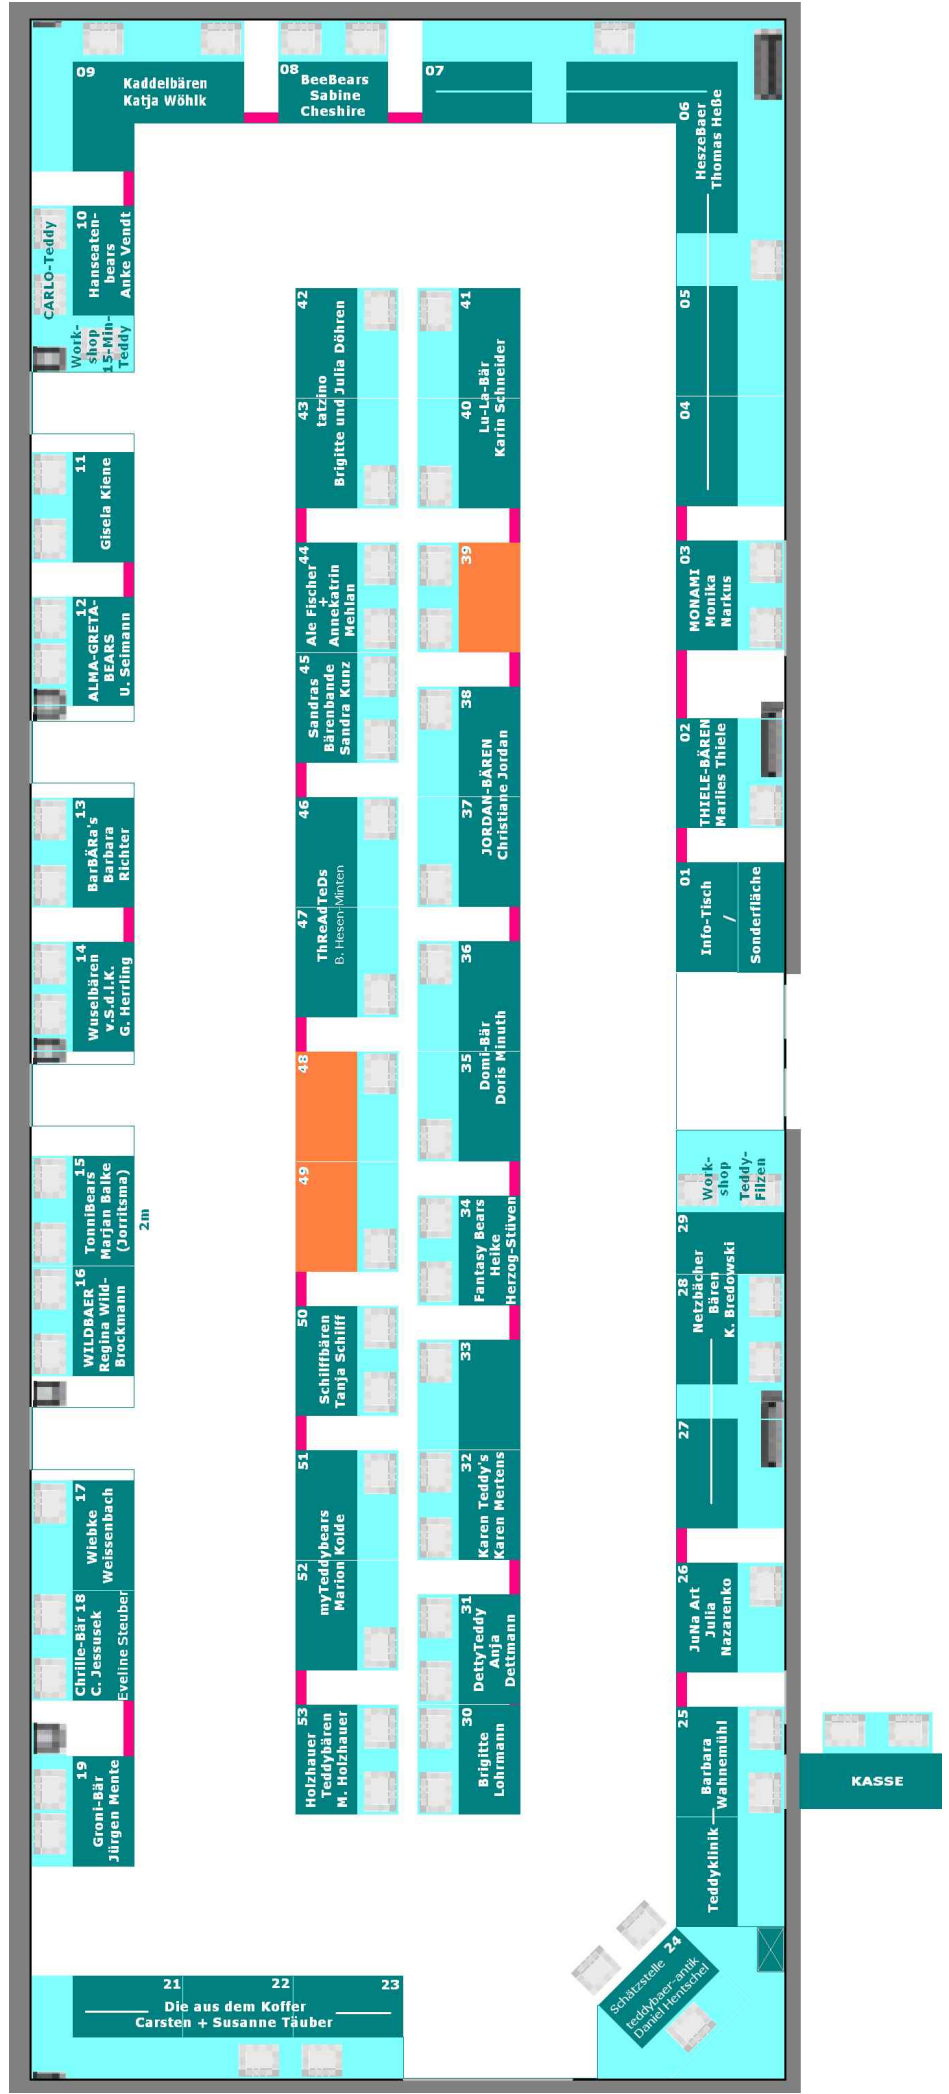 09
Kaddelbären
Katja Wöhlk
08
BeeBears
Sabine
Cheshire
07
06
HeszeBaer
Thomas Heße
05
04
03
MONAMI
Monika
Narkus
02
THIELE-BÄREN
Marlies Thiele
01
Info-Tisch
/
Sonderfläche
10
Hanseaten-
bears
Anke Vendt
CARLO-Teddy
Work-
shop
15-Min-
Teddy
11
Gisela Kiene
12
ALMA-GRETA-
BEARS
U. Seimann
13
BarBÄRa's
Barbara
Richter
14
Wuselbären
v.S.d.l.K.
G. Herrling
15
TonniBears
Marjan Balke
(Jorritsma)
2m
16
WILDBAER
Regina Wild-
Brockmann
17
Wiebke
Weissenbach
Chrille-Bär 18
C. Jessusek
Eveline Steuber
19
Groni-Bär
Jürgen Mente
42
43
tatzino
Brigitte und Julia Döhren
44
Ale Fischer
+
Annekatrin
Mehlan
45
Sandras
Bärenbande
Sandra Kunz
46
47
ThReAdTeDs
B. Hesen-Minten
48
49
50
Schilffbären
Tanja Schilff
51
52
myTeddybears
Marion Kolde
53
Holzhauer
Teddybären
M. Holzhauer
41
40
Lu-La-Bär
Karin Schneider
39
38
37
JORDAN-BÄREN
Christiane Jordan
36
35
Domi-Bär
Doris Minuth
34
Fantasy Bears
Heike
Herzog-Stüven
33
32
Karen Teddy's
Karen Mertens
31
DettyTeddy
Anja
Dettmann
30
Brigitte
Lohrmann
Work-
shop
Teddy-
Filzen
29
28
Netzbächer
Bären
K. Bredowski
27
26
JuNa Art
Julia
Nazarenko
25
Barbara
Wahnemühl
Teddyklinik
KASSE
24
Schätzstelle
teddybaer-antik
Daniel Hentschel
21
22
23
Die aus dem Koffer
Carsten + Susanne Täuber